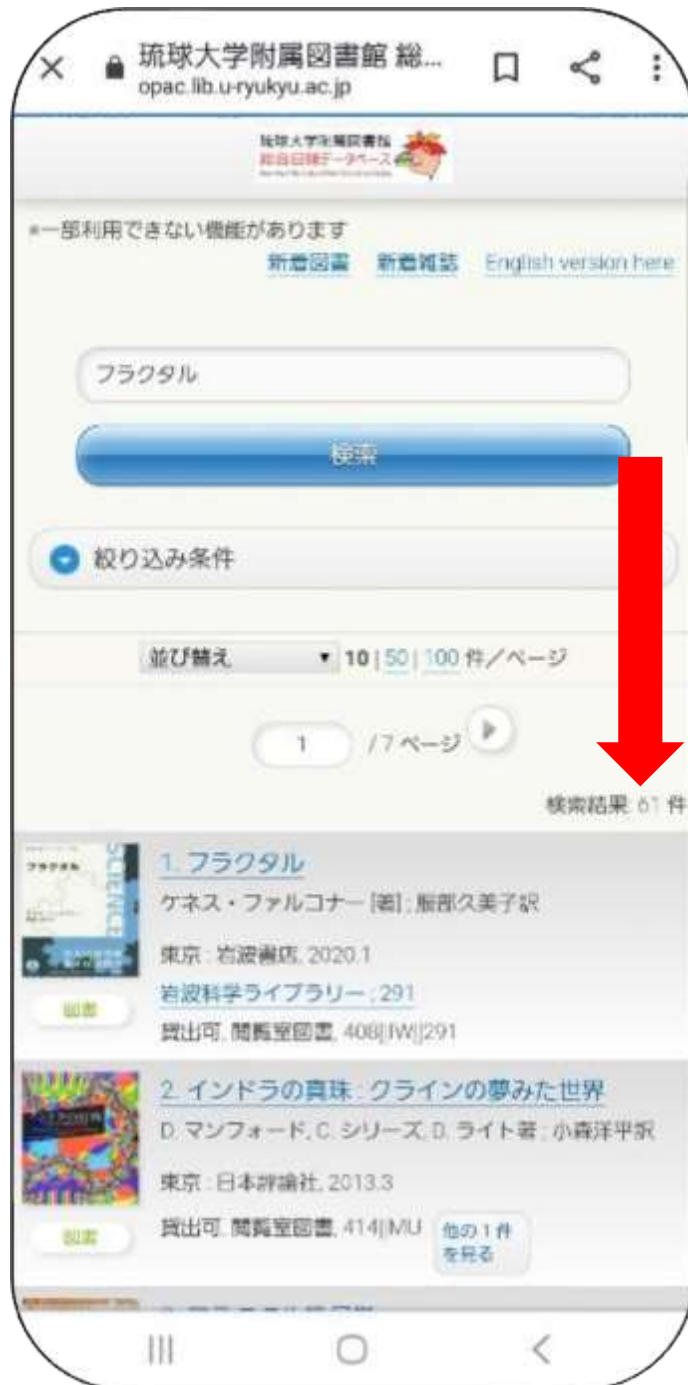 琉球大学附属図書館 総...
opac.lib.u-ryukyu.ac.jp
琉球大学附属図書館
総合目録データベース
*一部利用できない機能があります
新着図書 新着雑誌 English version here
フラクタル
検索
絞り込み条件
並び替え 10 | 50 | 100 件/ページ
1 / 7 ページ
検索結果 61 件
フラクタル
SCIENCE
1. フラクタル
ケネス・ファルコナー [著] ; 服部久美子訳
東京 : 岩波書店, 2020.1
岩波科学ライブラリー ; 291
図書
貸出可, 閲覧室図書, 408||IW||291
2. インドラの真珠 : クラインの夢みた世界
D. マンフォード, C. シリーズ, D. ライト著 ; 小森洋平訳
東京 : 日本評論社, 2013.3
図書
貸出可, 閲覧室図書, 414||MU
他の 1 件
を見る